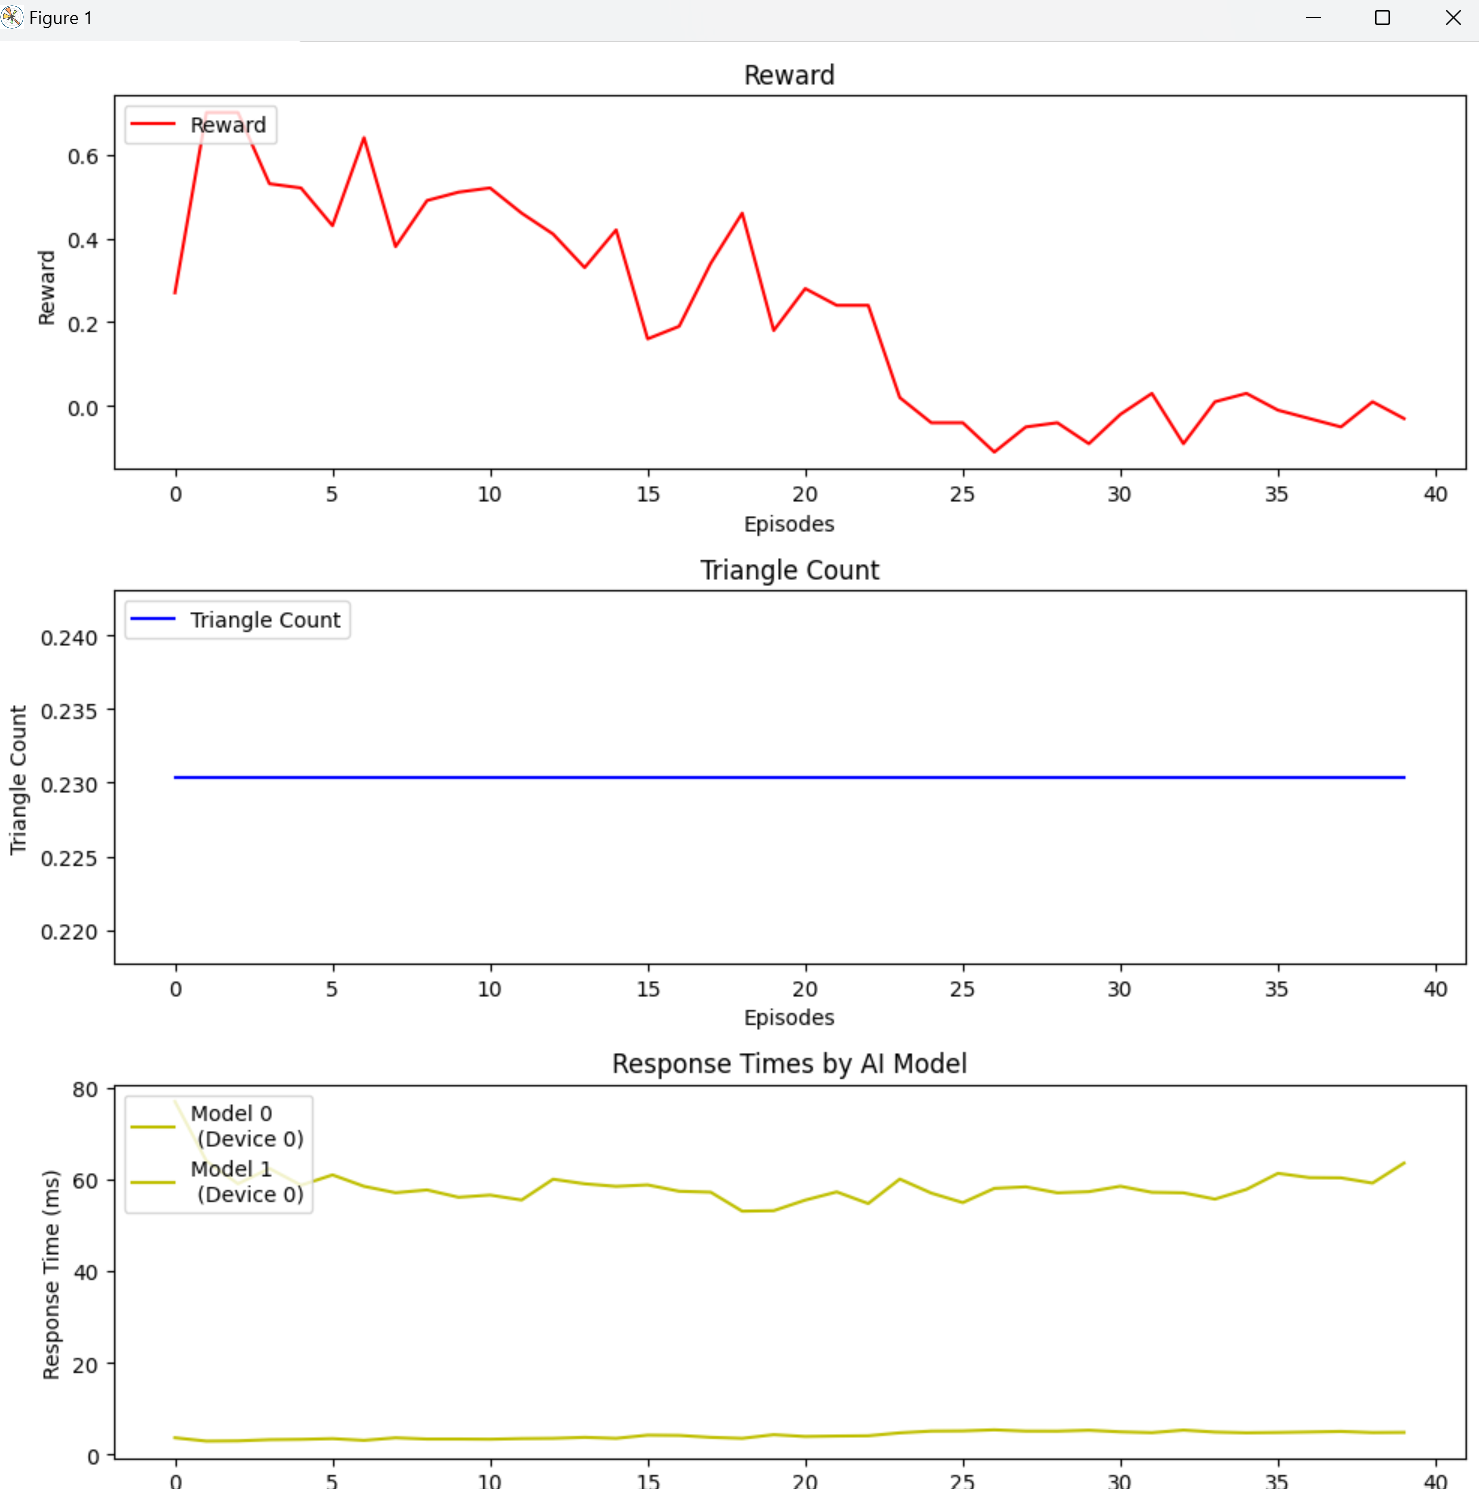 Figure 1
Reward
Reward
0.6
0.4
0.2
0.0
Reward
0 5 10 15 20 25 30 35 40
Episodes
Triangle Count
Triangle Count
0.240
0.235
0.230
0.225
0.220
Triangle Count
0 5 10 15 20 25 30 35 40
Episodes
Response Times by AI Model
Model 0
(Device 0)
Model 1
(Device 0)
80
60
40
20
0
Response Time (ms)
0 5 10 15 20 25 30 35 40